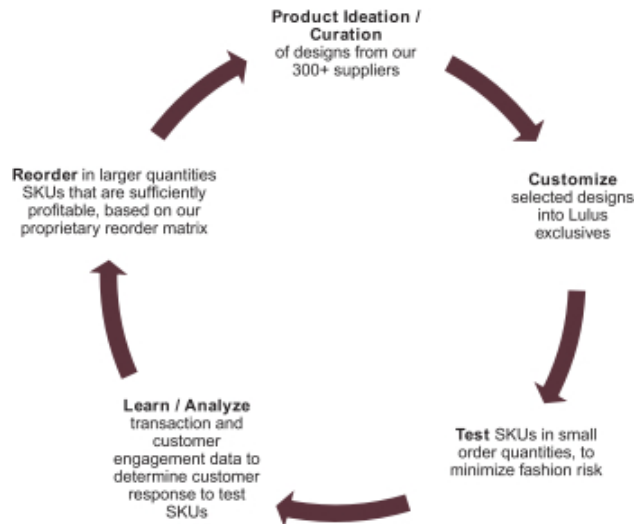 Product Ideation /
Curation
of designs from our
300+ suppliers
Customize
selected designs
into Lulus
exclusives
Test SKUs in small
order quantities, to
minimize fashion risk
Learn / Analyze
transaction and
customer
engagement data to
determine customer
response to test
SKUs
Reorder in larger quantities
SKUs that are sufficiently
profitable, based on our
proprietary reorder matrix